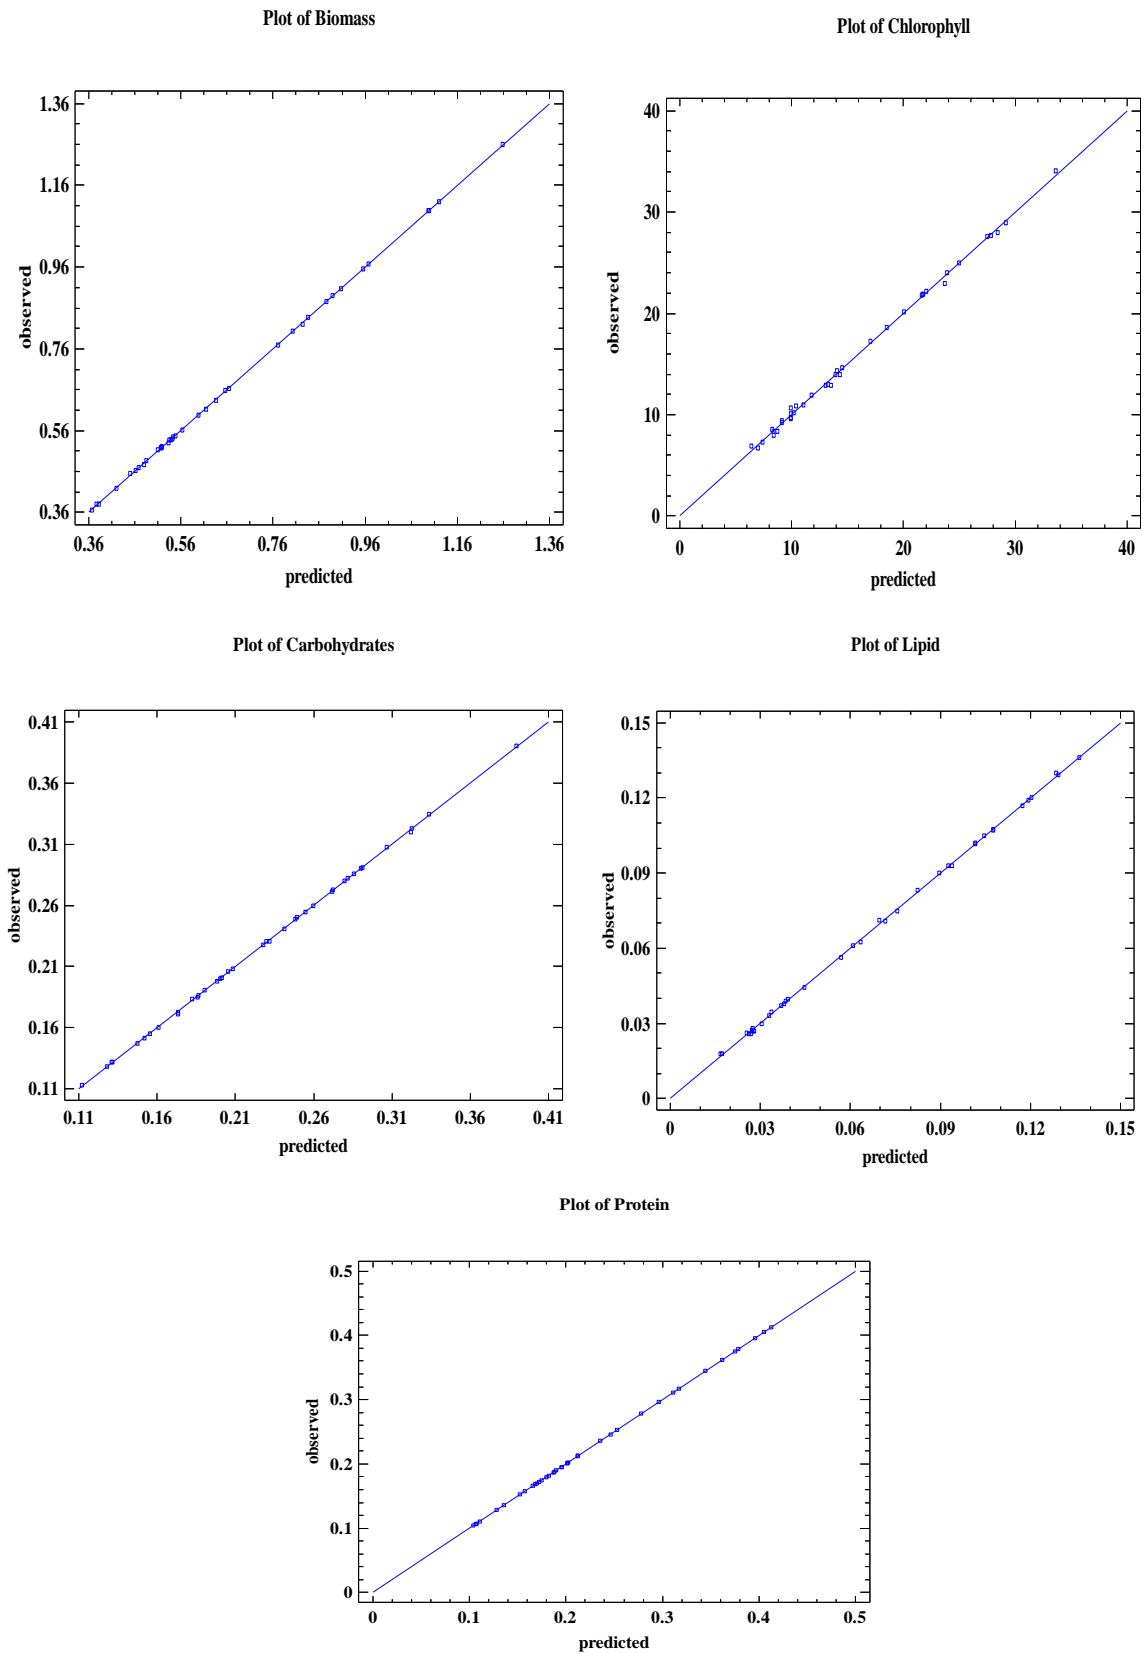 Plot of Biomass
observed
1.36
1.16
0.96
0.76
0.56
0.36
0.36 0.56 0.76 0.96 1.16 1.36
predicted
Plot of Chlorophyll
observed
40
30
20
10
0
0 10 20 30 40
predicted
Plot of Carbohydrates
observed
0.41
0.36
0.31
0.26
0.21
0.16
0.11
0.11 0.16 0.21 0.26 0.31 0.36 0.41
predicted
Plot of Lipid
observed
0.15
0.12
0.09
0.06
0.03
0
0 0.03 0.06 0.09 0.12 0.15
predicted
Plot of Protein
observed
0.5
0.4
0.3
0.2
0.1
0
0 0.1 0.2 0.3 0.4 0.5
predicted